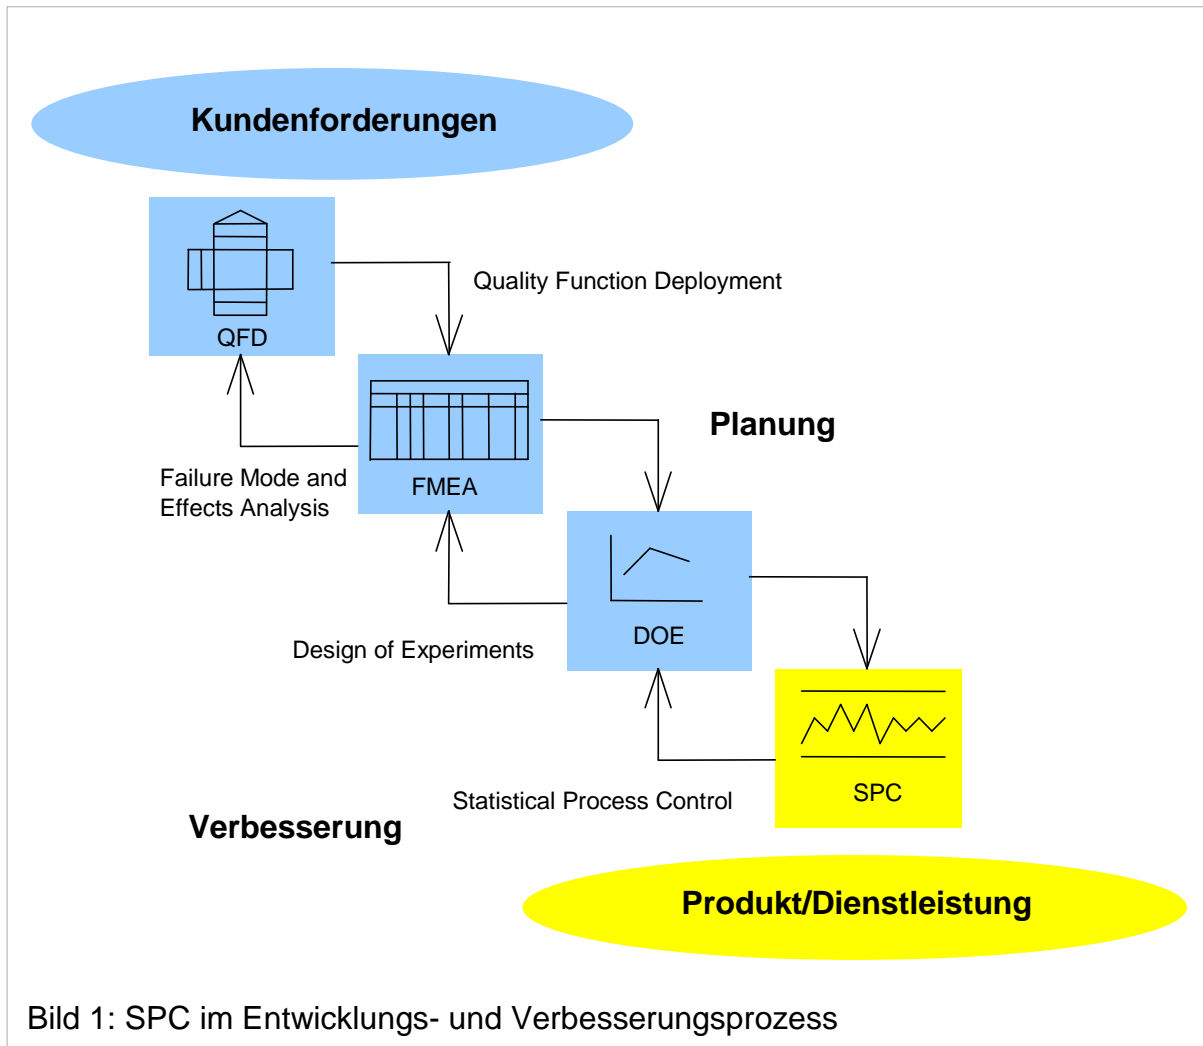 Kundenforderungen
QFD
Quality Function Deployment
FMEA
Planung
Failure Mode and
Effects Analysis
DOE
Design of Experiments
SPC
Statistical Process Control
Verbesserung
Produkt/Dienstleistung
Bild 1: SPC im Entwicklungs- und Verbesserungsprozess